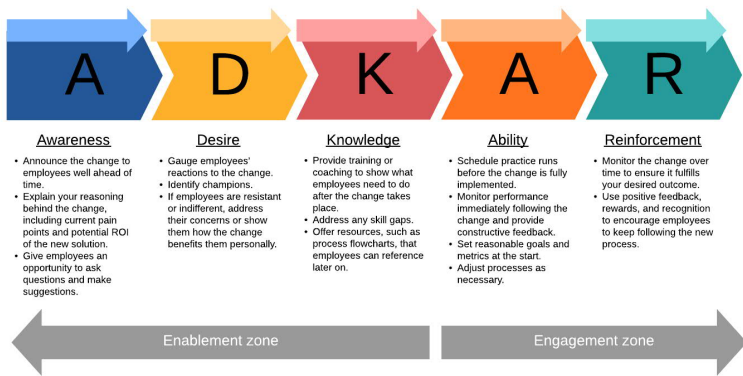 A
D
K
A
R
Awareness
• Announce the change to
employees well ahead of
time.
• Explain your reasoning
behind the change,
including current pain
points and potential ROI
of the new solution.
• Give employees an
opportunity to ask
questions and make
suggestions.
Desire
• Gauge employees'
reactions to the change.
• Identify champions.
• If employees are resistant
or indifferent, address
their concerns or show
them how the change
benefits them personally.
Knowledge
• Provide training or
coaching to show what
employees need to do
after the change takes
place.
• Address any skill gaps.
• Offer resources, such as
process flowcharts, that
employees can reference
later on.
Ability
• Schedule practice runs
before the change is fully
implemented.
• Monitor performance
immediately following the
change and provide
constructive feedback.
• Set reasonable goals and
metrics at the start.
• Adjust processes as
necessary.
Reinforcement
• Monitor the change over
time to ensure it fulfills
your desired outcome.
• Use positive feedback,
rewards, and recognition
to encourage employees
to keep following the new
process.
Enablement zone
Engagement zone